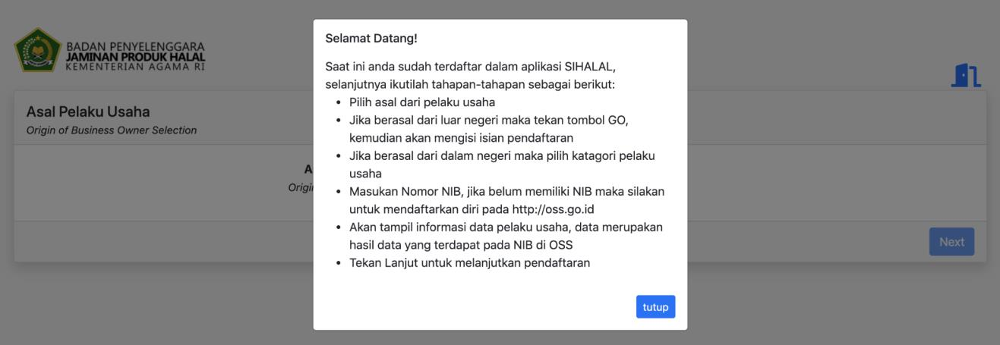 BADAN PENYELENGGARA
JAMINAN PRODUK HALAL
KEMENTERIAN AGAMA RI
Asal Pelaku Usaha
Origin of Business Owner Selection
A
Origi
Next
Selamat Datang!
Saat ini anda sudah terdaftar dalam aplikasi SIHALAL,
selanjutnya ikutilah tahapan-tahapan sebagai berikut:
• Pilih asal dari pelaku usaha
• Jika berasal dari luar negeri maka tekan tombol GO,
kemudian akan mengisi isian pendaftaran
• Jika berasal dari dalam negeri maka pilih katagori pelaku
usaha
• Masukan Nomor NIB, jika belum memiliki NIB maka silakan
untuk mendaftarkan diri pada http://oss.go.id
• Akan tampil informasi data pelaku usaha, data merupakan
hasil data yang terdapat pada NIB di OSS
• Tekan Lanjut untuk melanjutkan pendaftaran
tutup